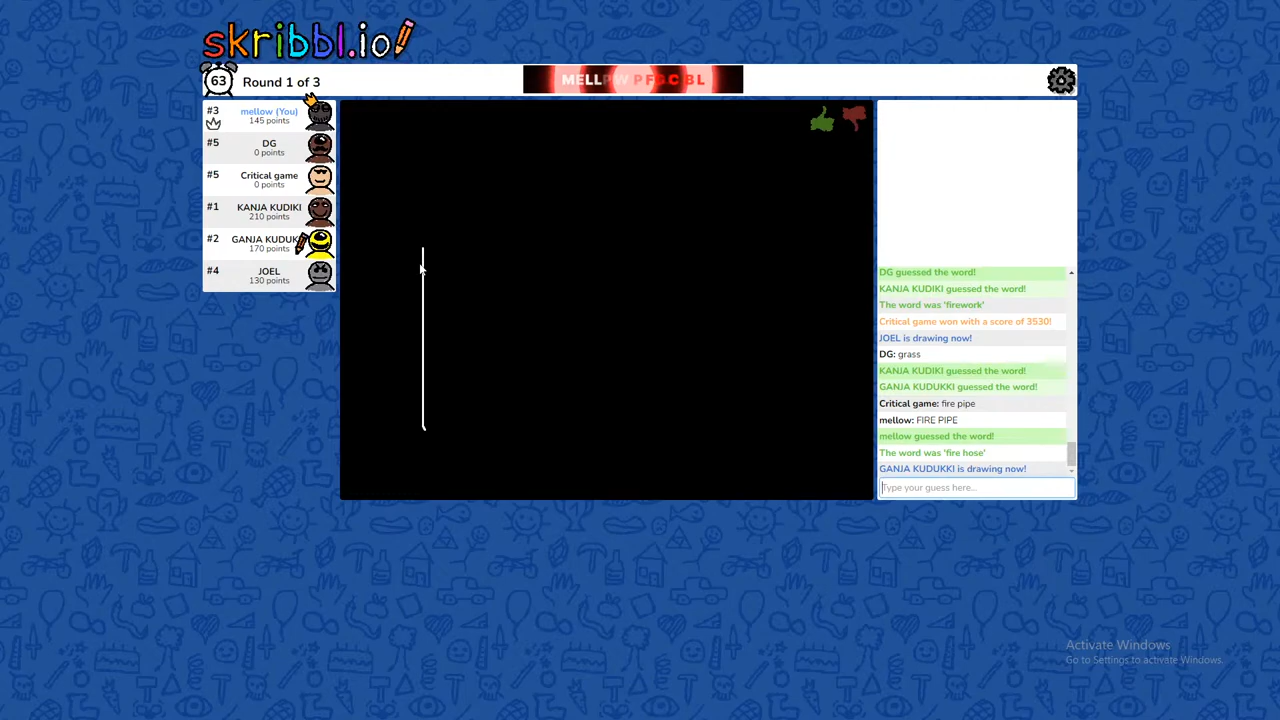 skribbl.io
63
Round 1 of 3
#3
mellow (You)
145 points
#5
DG
0 points
#5
Critical game
0 points
#1
KANJA KUDIKI
210 points
#2
GANJA KUDUK
170 points
#4
JOEL
130 points
DG guessed the word!
KANJA KUDIKI guessed the word!
The word was 'firework'
Critical game won with a score of 3530!
JOEL is drawing now!
DG: grass
KANJA KUDIKI guessed the word!
GANJA KUDUKKI guessed the word!
Critical game: fire pipe
mellow: FIRE PIPE
mellow guessed the word!
The word was 'fire hose'
GANJA KUDUKKI is drawing now!
Type your guess here...
Activate Windows
Go to Settings to activate Windows.